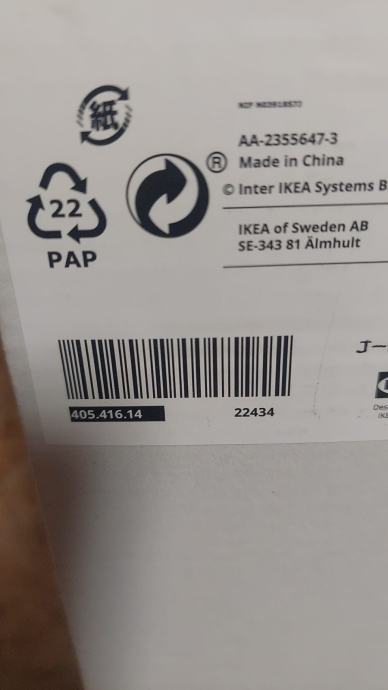 紙
22
PAP
®
AA-2355647-3
Made in China
© Inter IKEA Systems B
IKEA of Sweden AB
SE-343 81 Älmhult
405.416.14
22434